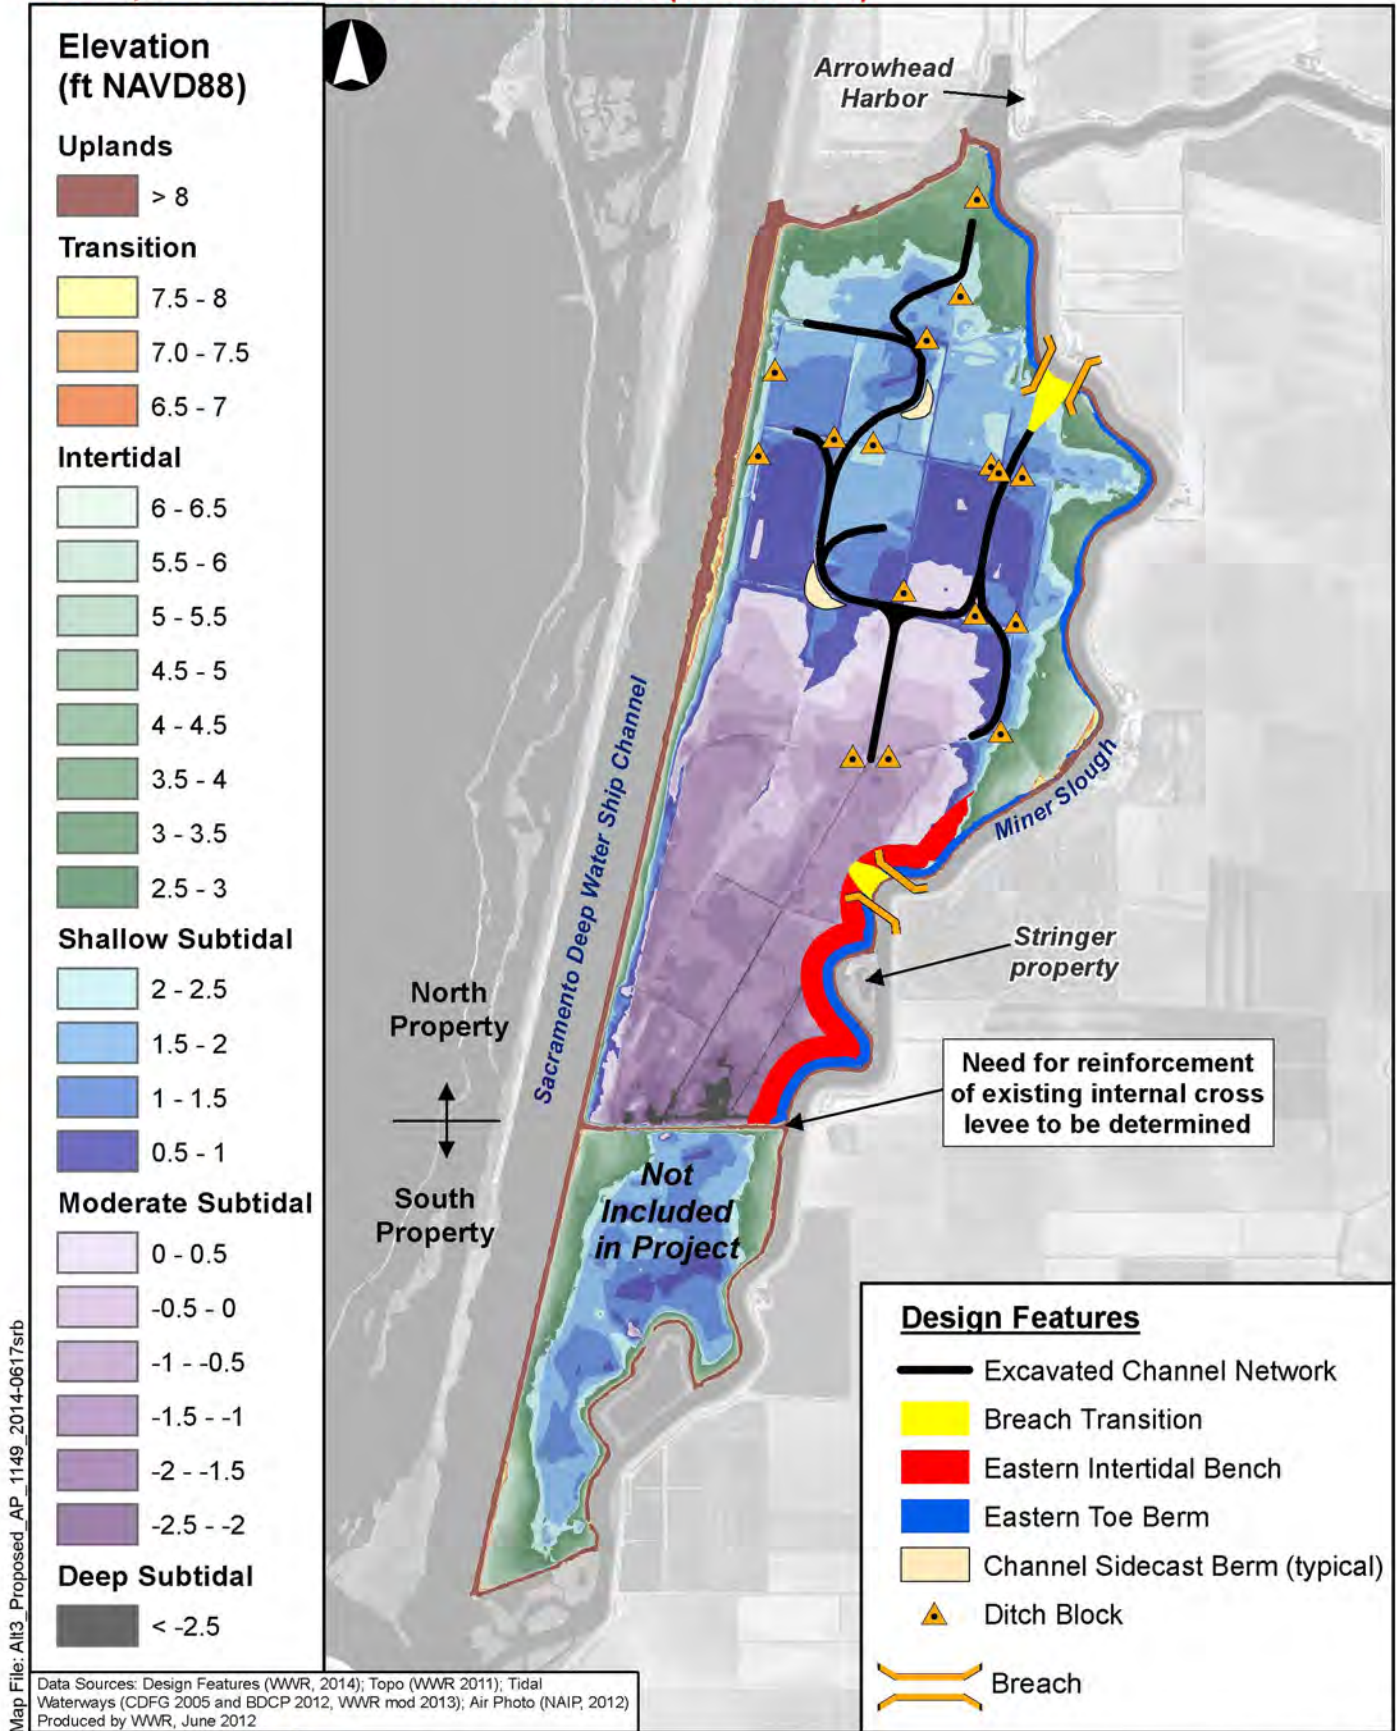 Elevation
(ft NAVD88)
Uplands
> 8
Transition
7.5 - 8
7.0 - 7.5
6.5 - 7
Intertidal
6 - 6.5
5.5 - 6
5 - 5.5
4.5 - 5
4 - 4.5
3.5 - 4
3 - 3.5
2.5 - 3
Shallow Subtidal
2 - 2.5
1.5 - 2
1 - 1.5
0.5 - 1
Moderate Subtidal
0 - 0.5
-0.5 - 0
-1 - -0.5
-1.5 - -1
-2 - -1.5
-2.5 - -2
Deep Subtidal
< -2.5
Arrowhead
Harbor
Sacramento Deep Water Ship Channel
Miner Slough
Stringer
property
North
Property
South
Property
Need for reinforcement
of existing internal cross
levee to be determined
Not
Included
in Project
Design Features
Excavated Channel Network
Breach Transition
Eastern Intertidal Bench
Eastern Toe Berm
Channel Sidecast Berm (typical)
Ditch Block
Breach
Data Sources: Design Features (WWR, 2014); Topo (WWR 2011); Tidal
Waterways (CDFG 2005 and BDCP 2012, WWR mod 2013); Air Photo (NAIP, 2012)
Produced by WWR, June 2012
Map File: Alt3_Proposed_AP_1149_2014-0617srb